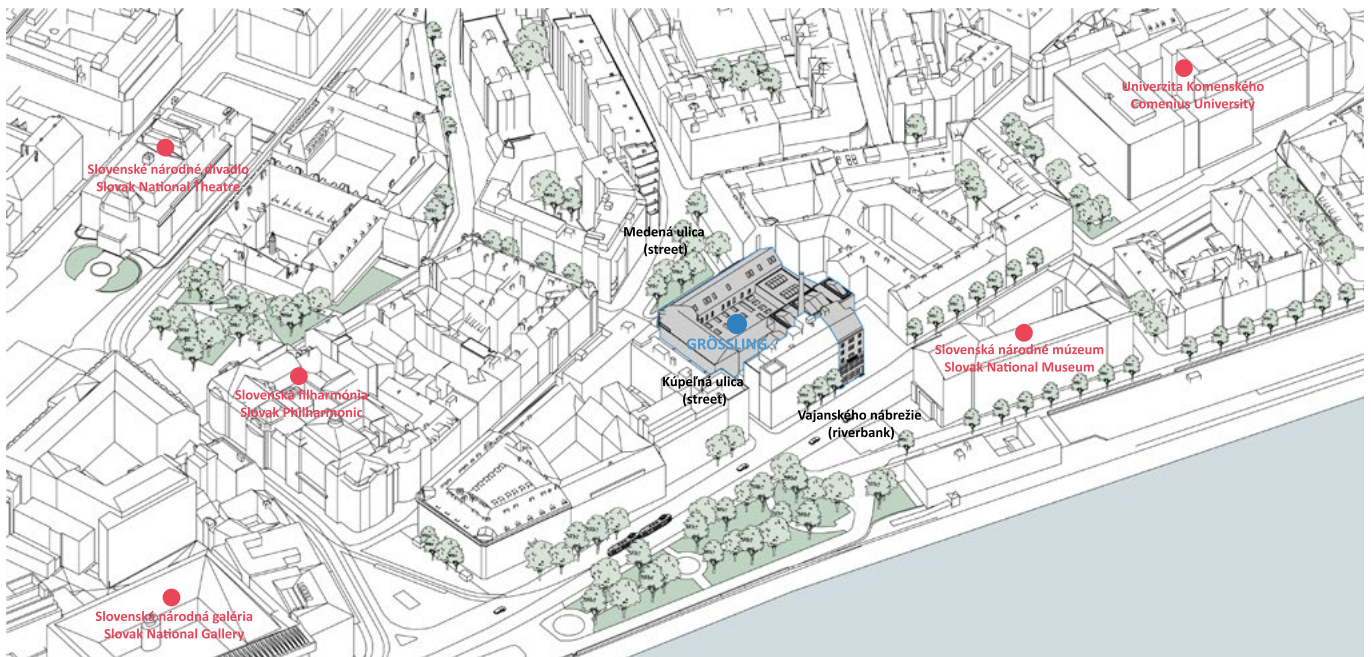 Univerzita Komenského
Comenius University
Slovenské národné divadlo
Slovak National Theatre
Medená ulica
(street)
GRÖSSLING
Slovenská národné múzeum
Slovak National Museum
Kúpeľná ulica
(street)
Slovenská filharmónia
Slovak Philharmonic
Vajanského nábrežie
(riverbank)
Slovenská národná galéria
Slovak National Gallery